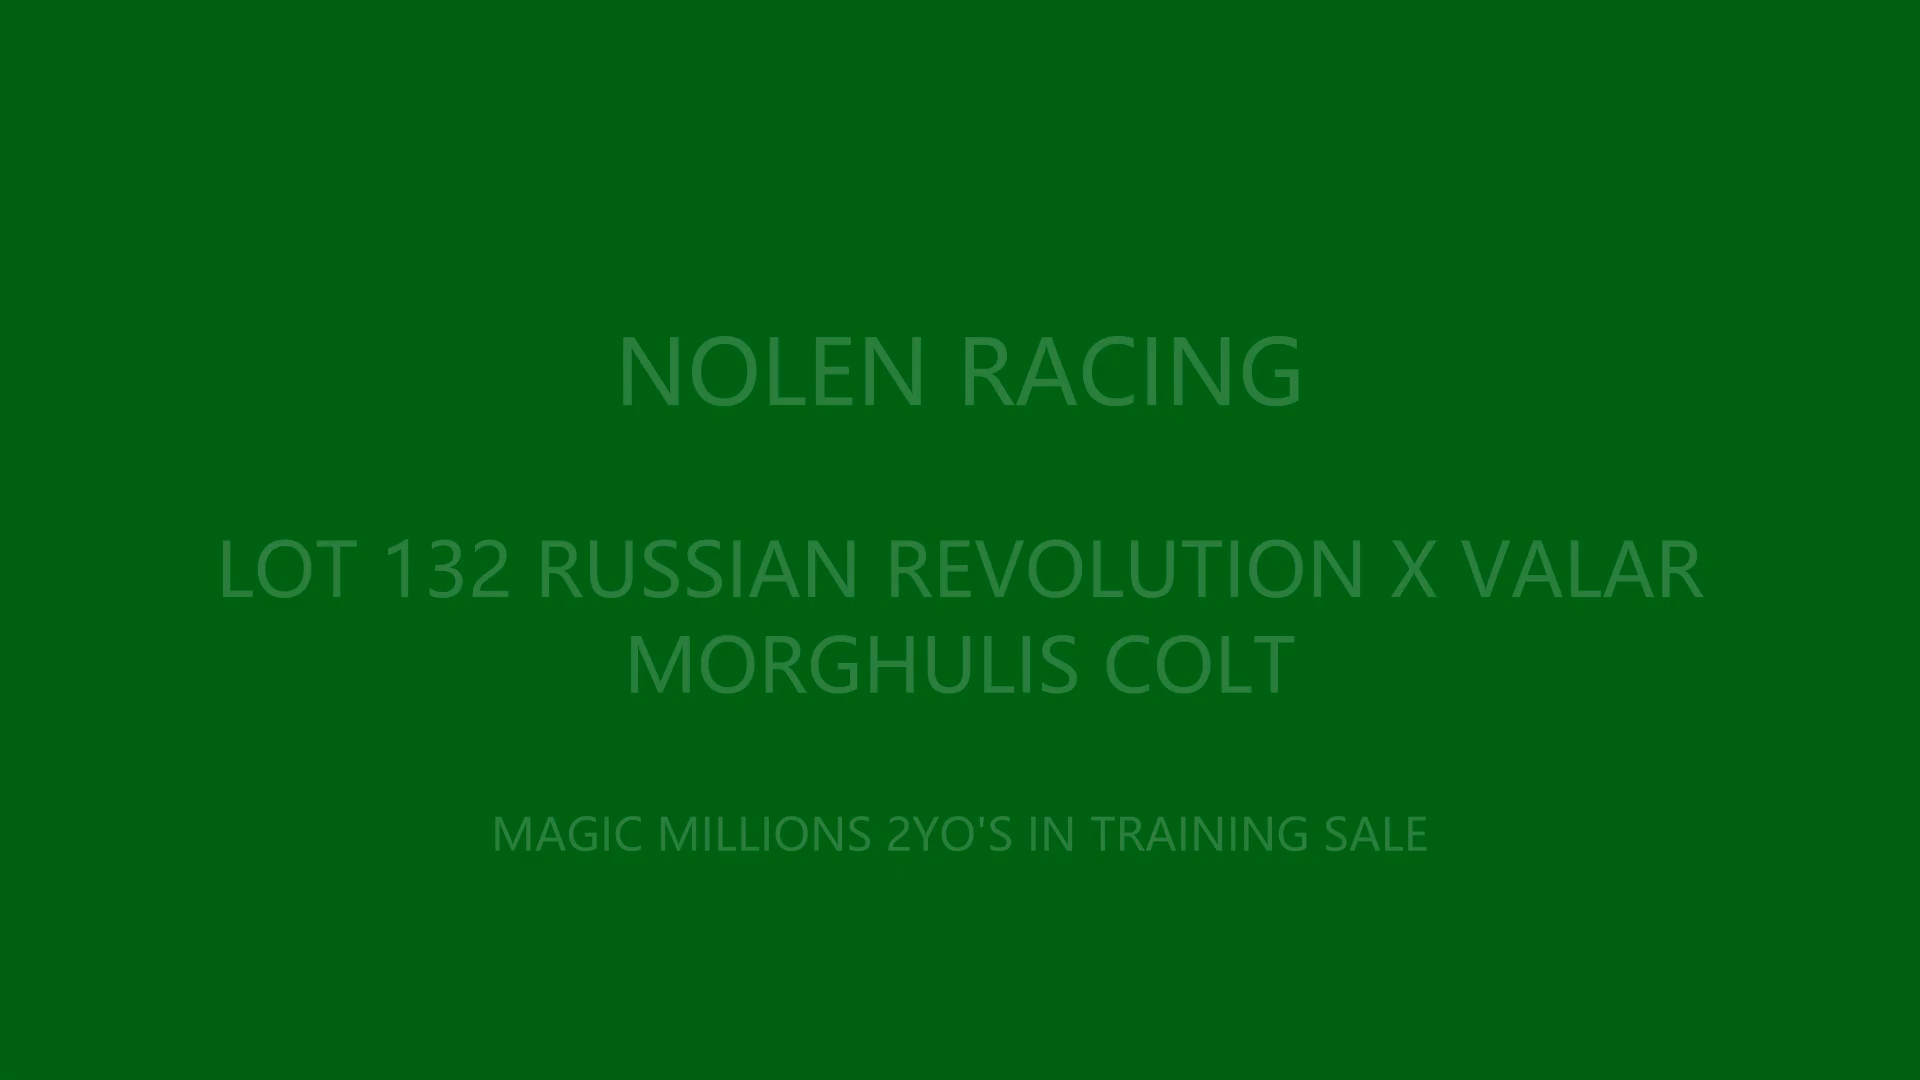 NOLEN RACING
LOT 132 RUSSIAN REVOLUTION X VALAR
MORGHULIS COLT
MAGIC MILLIONS 2YO'S IN TRAINING SALE